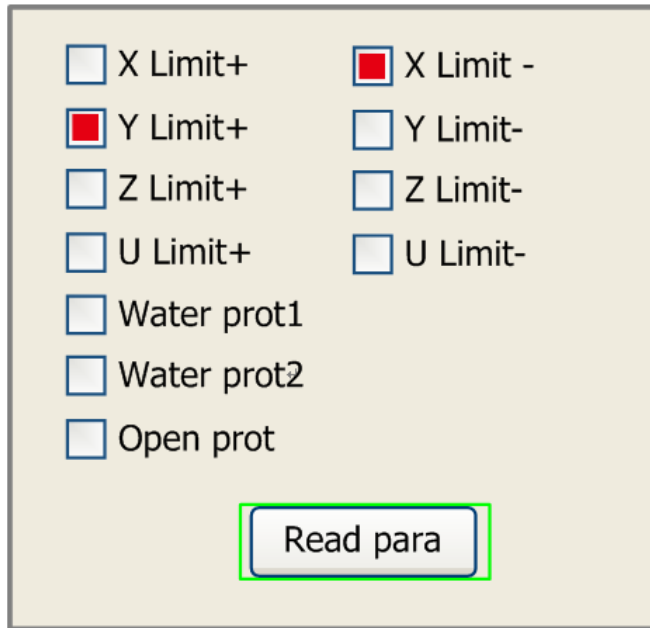 X Limit+ X Limit -
Y Limit+ Y Limit-
Z Limit+ Z Limit-
U Limit+ U Limit-
Water prot1
Water prot2
Open prot
Read para